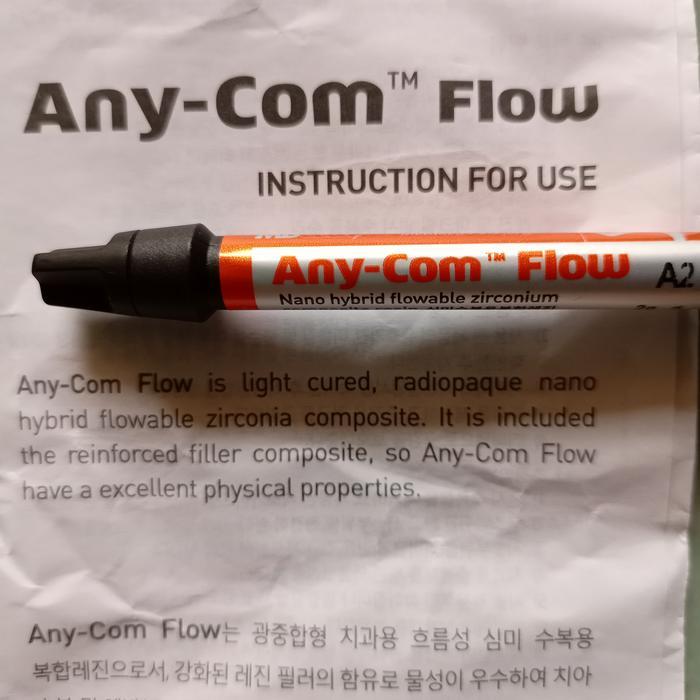 Any-Com™ Flow
INSTRUCTION FOR USE
Any-Com™ Flow A2
Nano hybrid flowable zirconium
Any-Com Flow is light cured, radiopaque nano
hybrid flowable zirconia composite. It is included
the reinforced filler composite, so Any-Com Flow
have a excellent physical properties.
Any-Com Flow는 광중합형 치과용 흐름성 심미 수복용
복합레진으로서, 강화된 레진 필러의 함유로 물성이 우수하여 치아